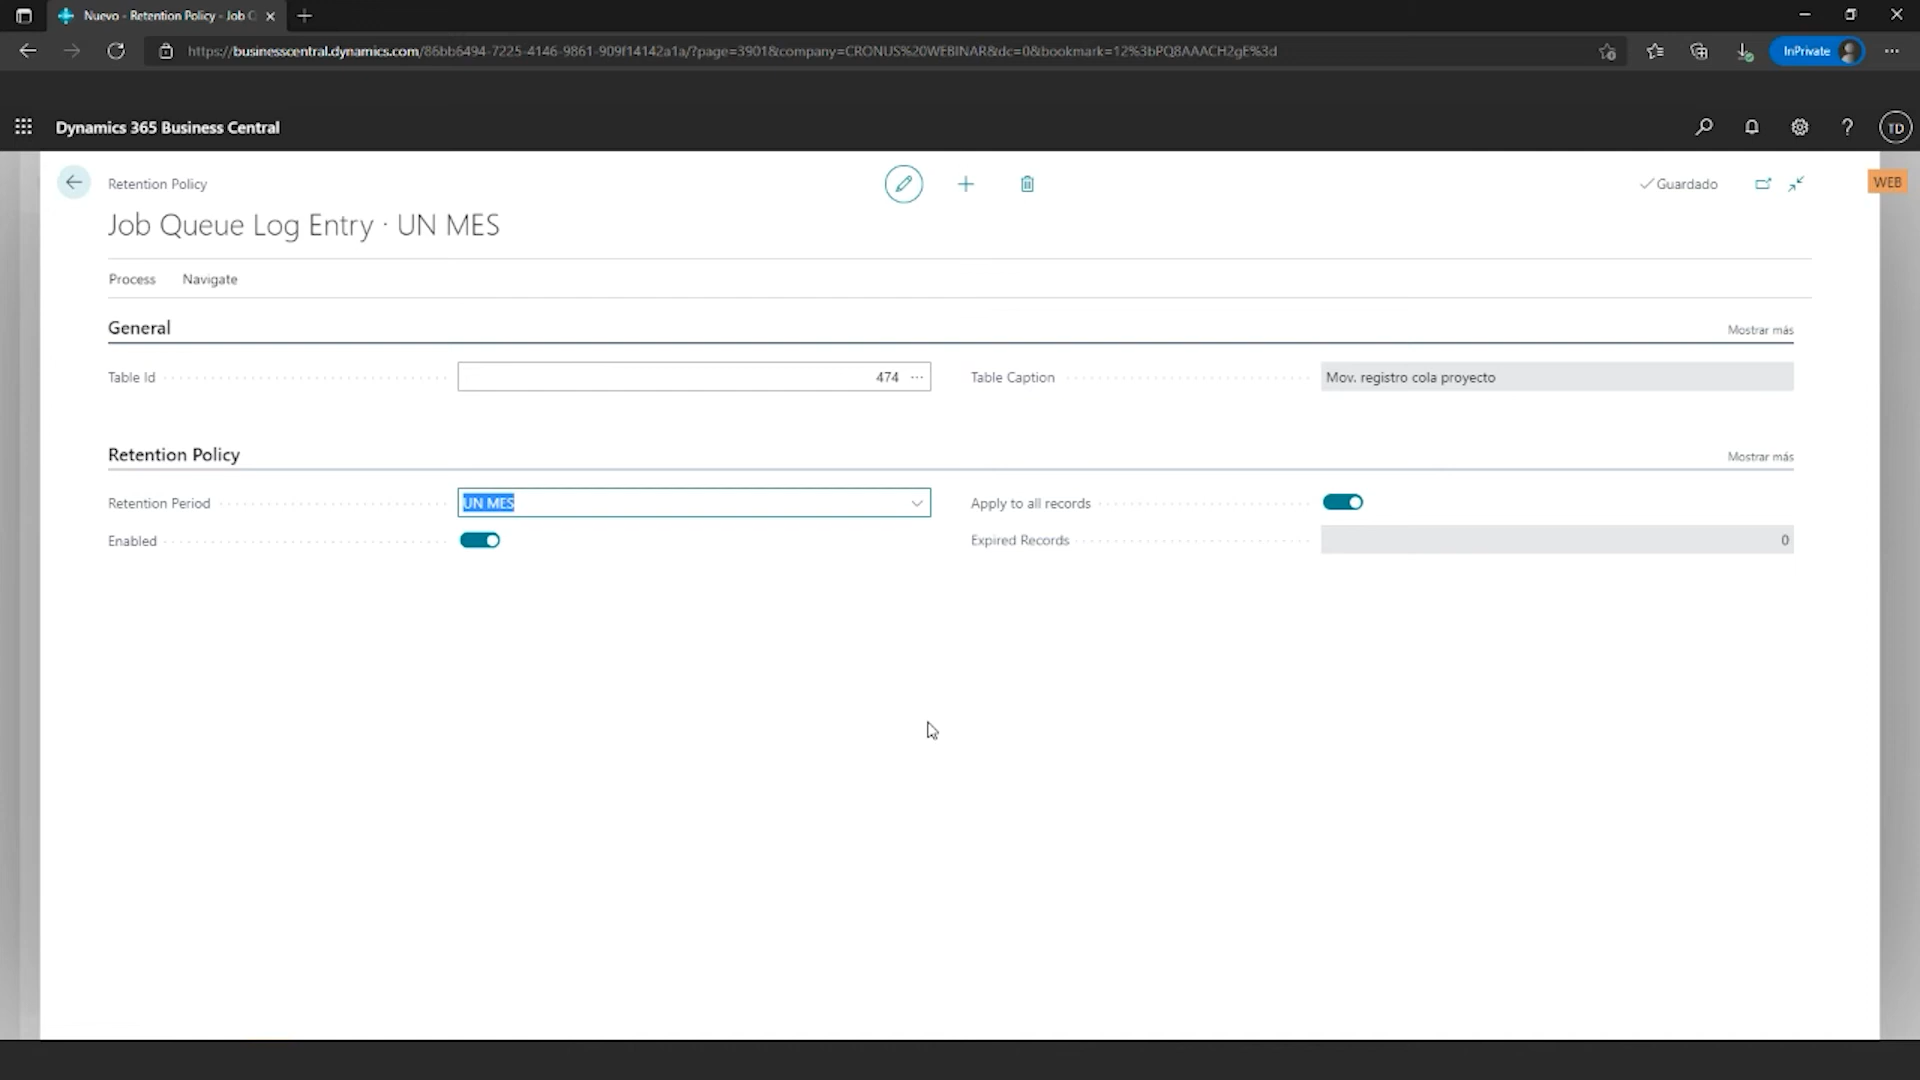 Nuevo - Retention Policy - Job Q
https://businesscentral.dynamics.com/86bb6494-7225-4146-9861-909f14142a1a/?page=3901&company=CRONUS%20WEBINAR&dc=0&bookmark=12%3bPQ8AAACH2gE%3d
InPrivate
Dynamics 365 Business Central
TD
Retention Policy
Guardado
WEB
Job Queue Log Entry · UN MES
Process Navigate
General
Mostrar más
Table Id
474
Table Caption
Mov. registro cola proyecto
Retention Policy
Mostrar más
Retention Period
UN MES
Apply to all records
Enabled
Expired Records
0